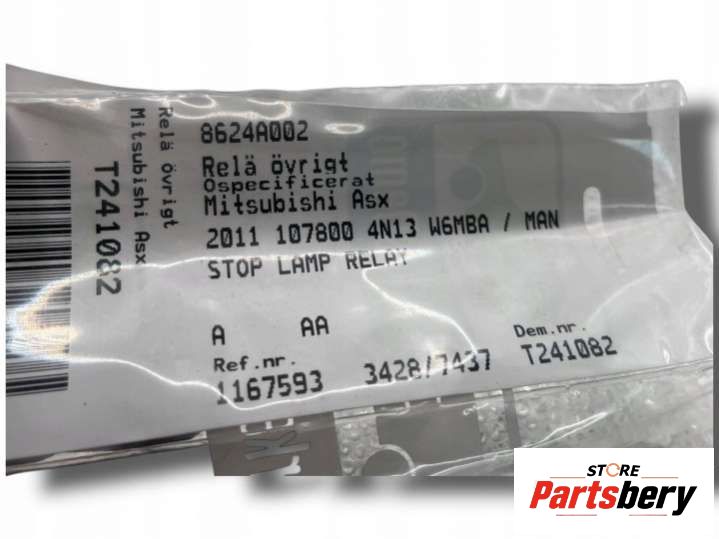 Relä övrigt
Mitsubishi Asx
T241082
8624A002
Relä övrigt
Ospecificerat
Mitsubishi Asx
2011 107800 4N13 W6MBA / MAN
STOP LAMP RELAY
A AA
Ref.nr.
1167593
3428/7437
Dem.nr.
T241082
STORE
Partsbery